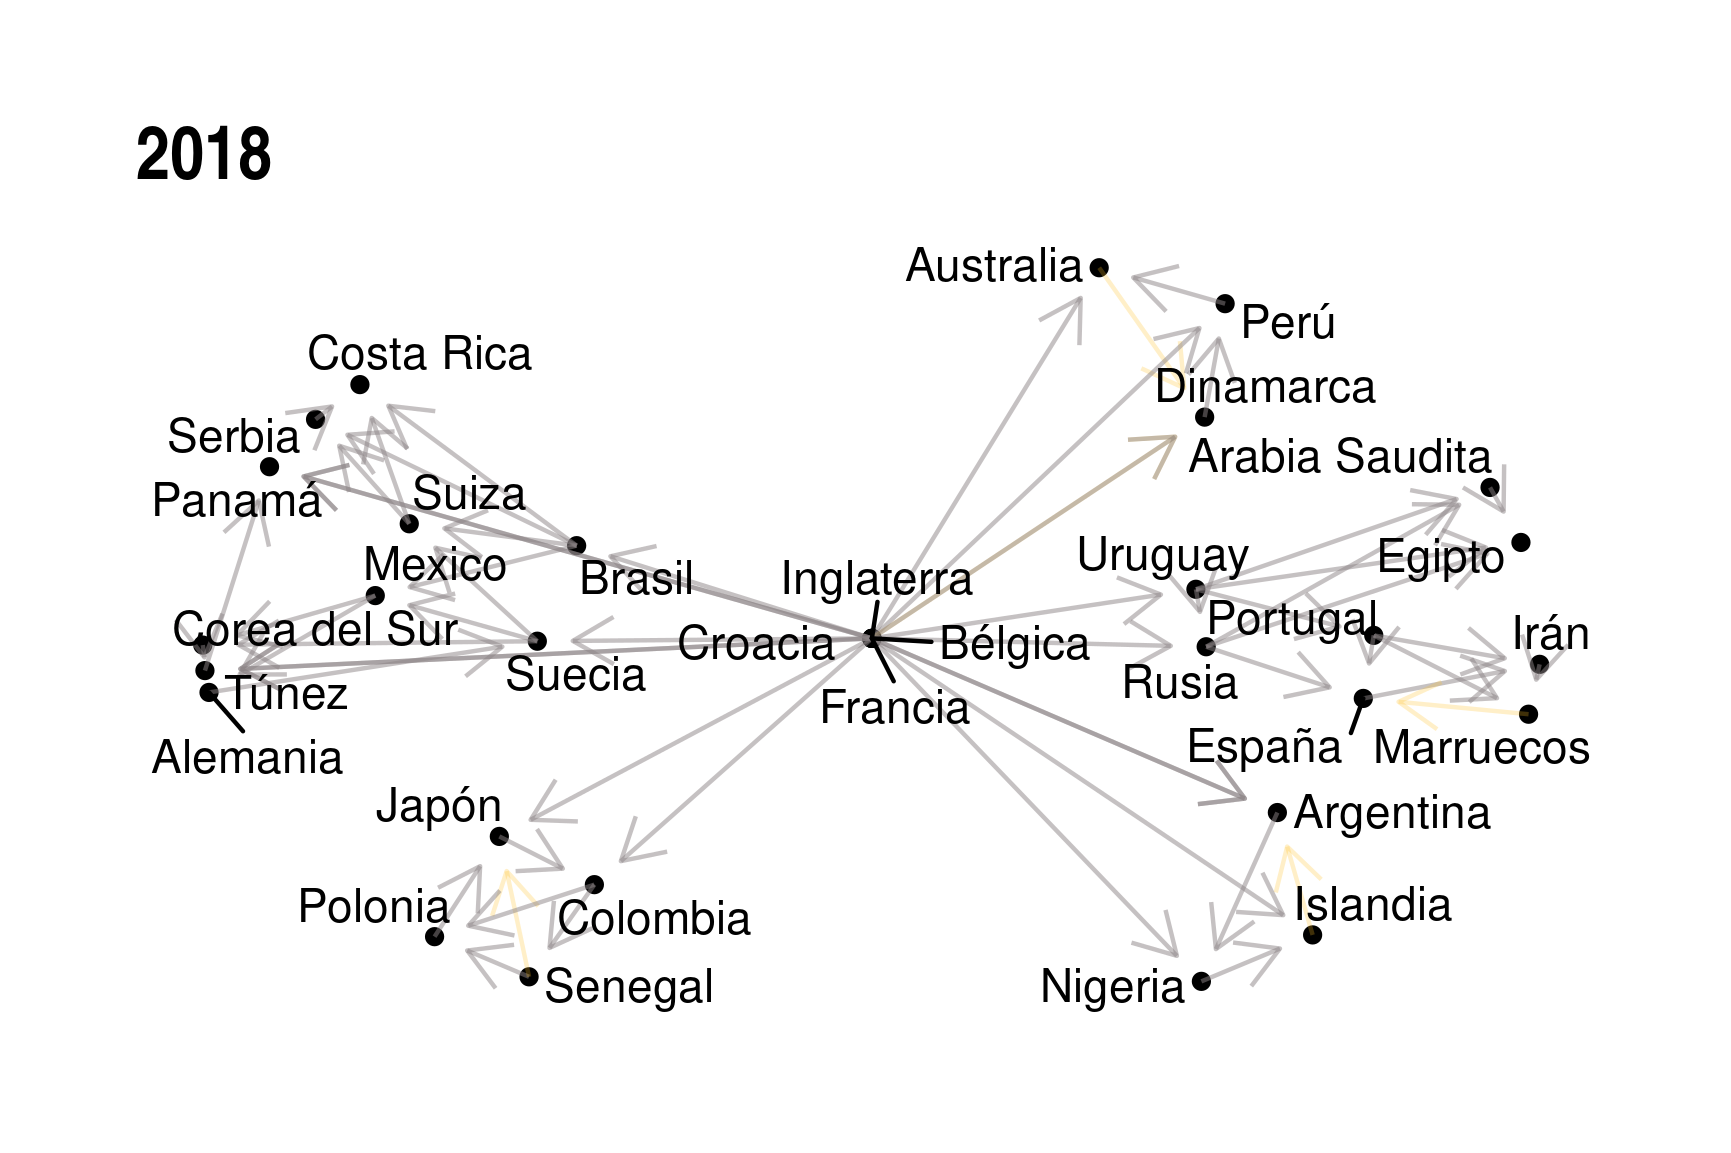 2018
Australia
Perú
Costa Rica
Dinamarca
Serbia
Arabia Saudita
Panamá
Suiza
Uruguay
Egipto
Mexico
Brasil
Inglaterra
Portugal
Corea del Sur
Croacia
Bélgica
Irán
Suecia
Rusia
Túnez
Francia
España
Marruecos
Alemania
Japón
Argentina
Polonia
Colombia
Islandia
Senegal
Nigeria